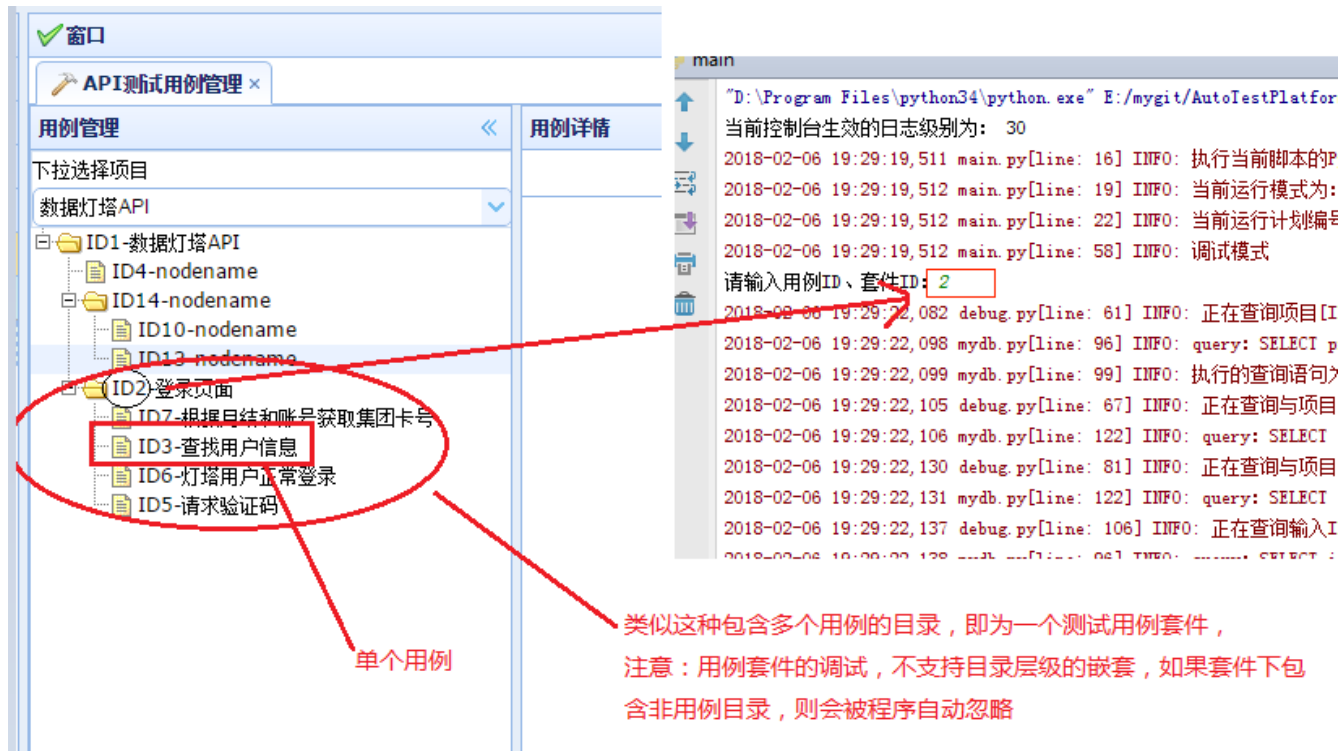 窗口
API测试用例管理 ×
用例管理
用例详情
下拉选择项目
数据灯塔API
ID1-数据灯塔API
ID4-nodename
ID14-nodename
ID10-nodename
ID13-nodename
ID2-登录页面
ID7-根据月结和账号获取集团卡号
ID3-查找用户信息
ID6-灯塔用户正常登录
ID5-请求验证码
单个用例
main
"D:\Program Files\python34\python.exe" E:/mygit/AutoTestPlatfor
当前控制台生效的日志级别为： 30
2018-02-06 19:29:19,511 main.py[line: 16] INFO: 执行当前脚本的P
2018-02-06 19:29:19,512 main.py[line: 19] INFO: 当前运行模式为:
2018-02-06 19:29:19,512 main.py[line: 22] INFO: 当前运行计划编号
2018-02-06 19:29:19,512 main.py[line: 58] INFO: 调试模式
请输入用例ID、套件ID: 2
2018-02-06 19:29:22,082 debug.py[line: 61] INFO: 正在查询项目[I
2018-02-06 19:29:22,098 mydb.py[line: 96] INFO: query: SELECT p
2018-02-06 19:29:22,099 mydb.py[line: 99] INFO: 执行的查询语句为
2018-02-06 19:29:22,105 debug.py[line: 67] INFO: 正在查询与项目
2018-02-06 19:29:22,106 mydb.py[line: 122] INFO: query: SELECT
2018-02-06 19:29:22,130 debug.py[line: 81] INFO: 正在查询与项目
2018-02-06 19:29:22,131 mydb.py[line: 122] INFO: query: SELECT
2018-02-06 19:29:22,137 debug.py[line: 106] INFO: 正在查询输入I
2018-02-06 19:29:22,138 mydb.py[line: 96] INFO: query: SELECT i
类似这种包含多个用例的目录，即为一个测试用例套件，
注意：用例套件的调试，不支持目录层级的嵌套，如果套件下包
含非用例目录，则会被程序自动忽略